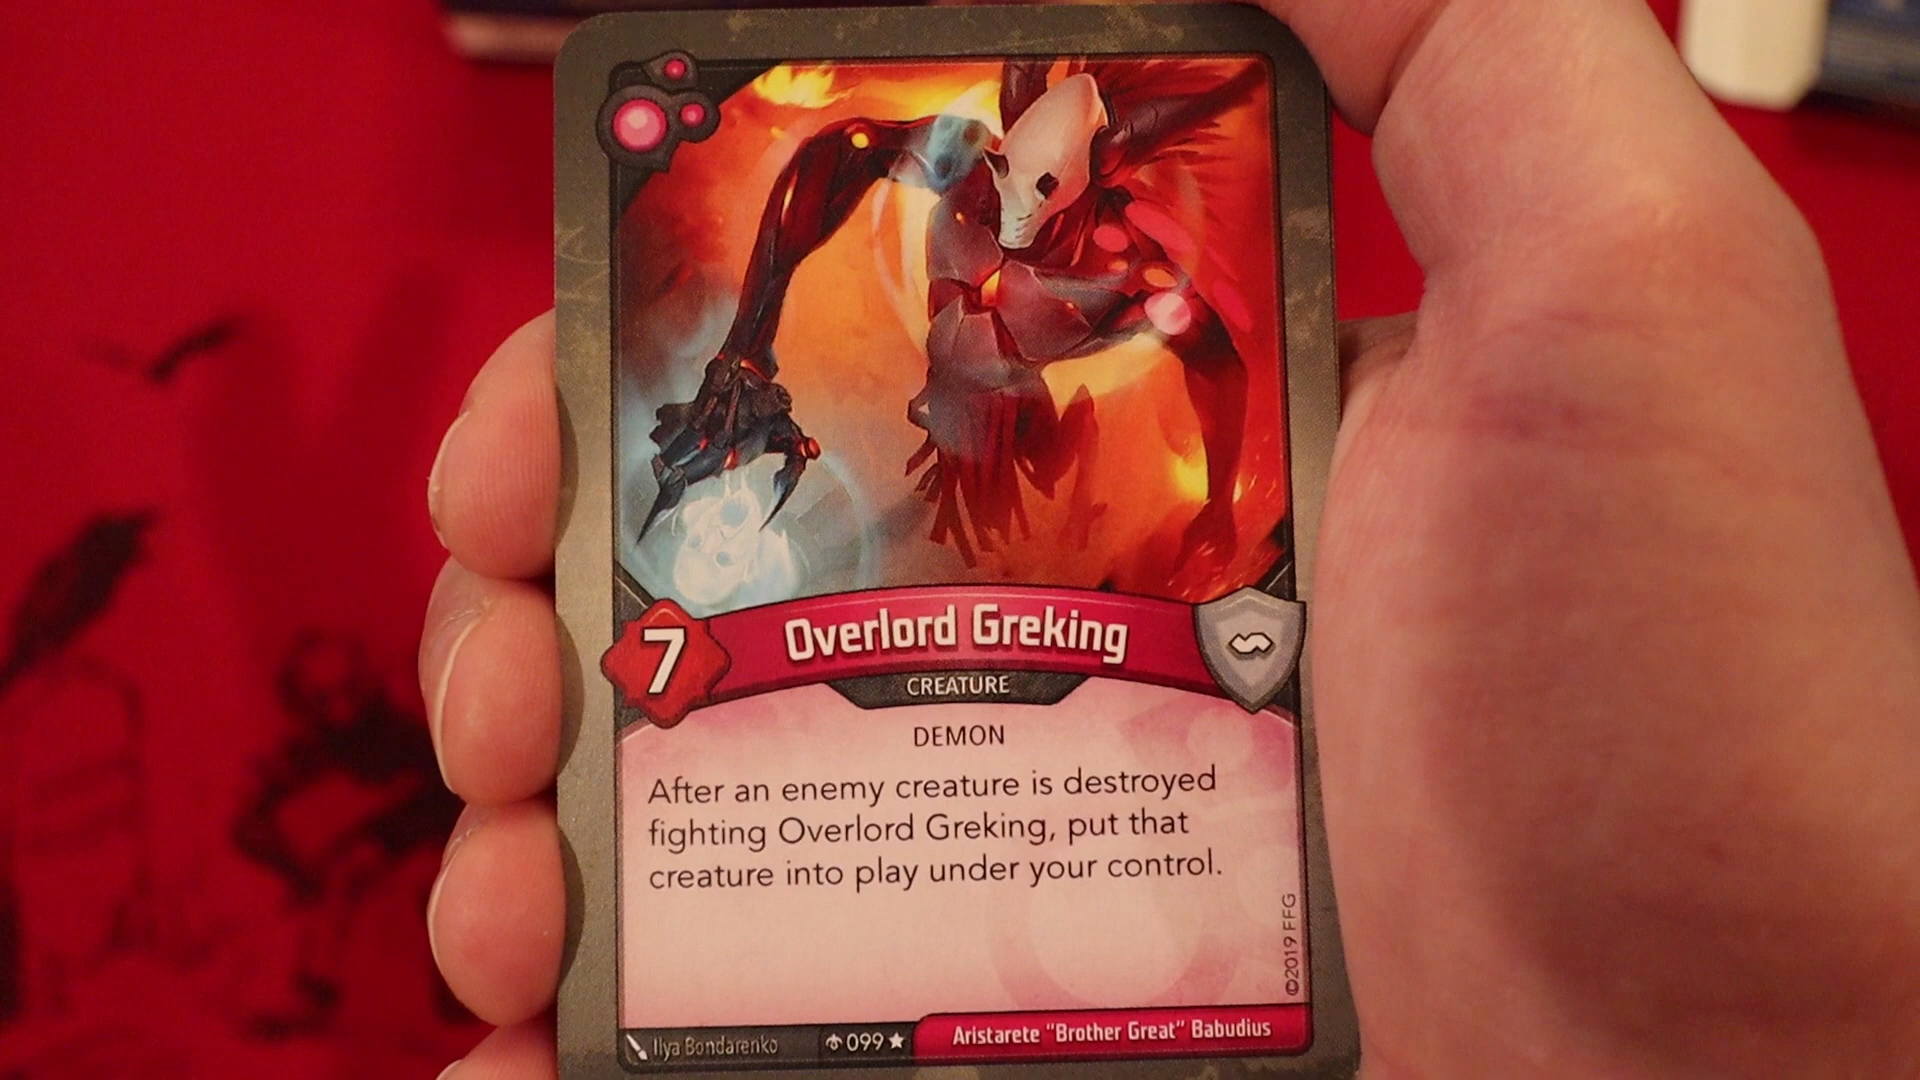 7
Overlord Greking
CREATURE
DEMON
After an enemy creature is destroyed
fighting Overlord Greking, put that
creature into play under your control.
©2019 FFG
Ilya Bondarenko
099
Aristarete "Brother Great" Babudius